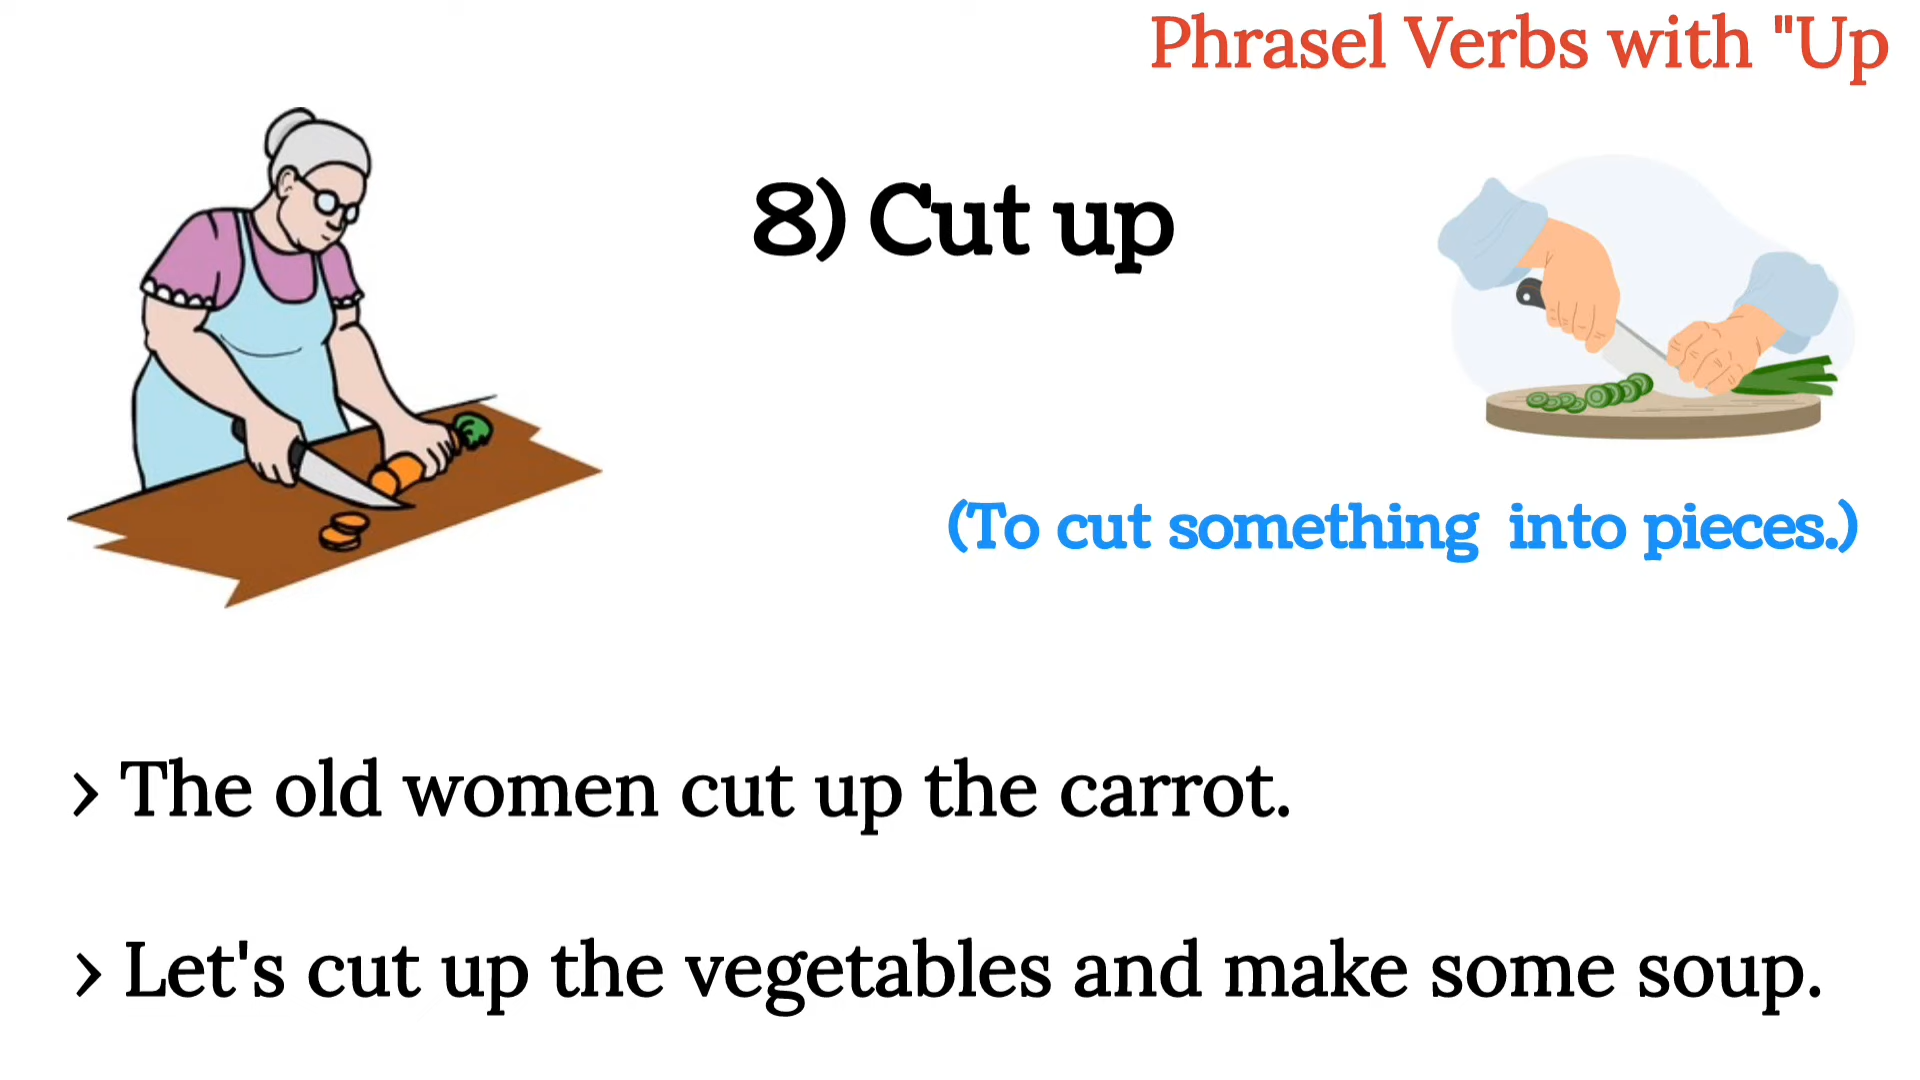 Phrasel Verbs with "Up
8) Cut up
(To cut something into pieces.)
› The old women cut up the carrot.
› Let's cut up the vegetables and make some soup.